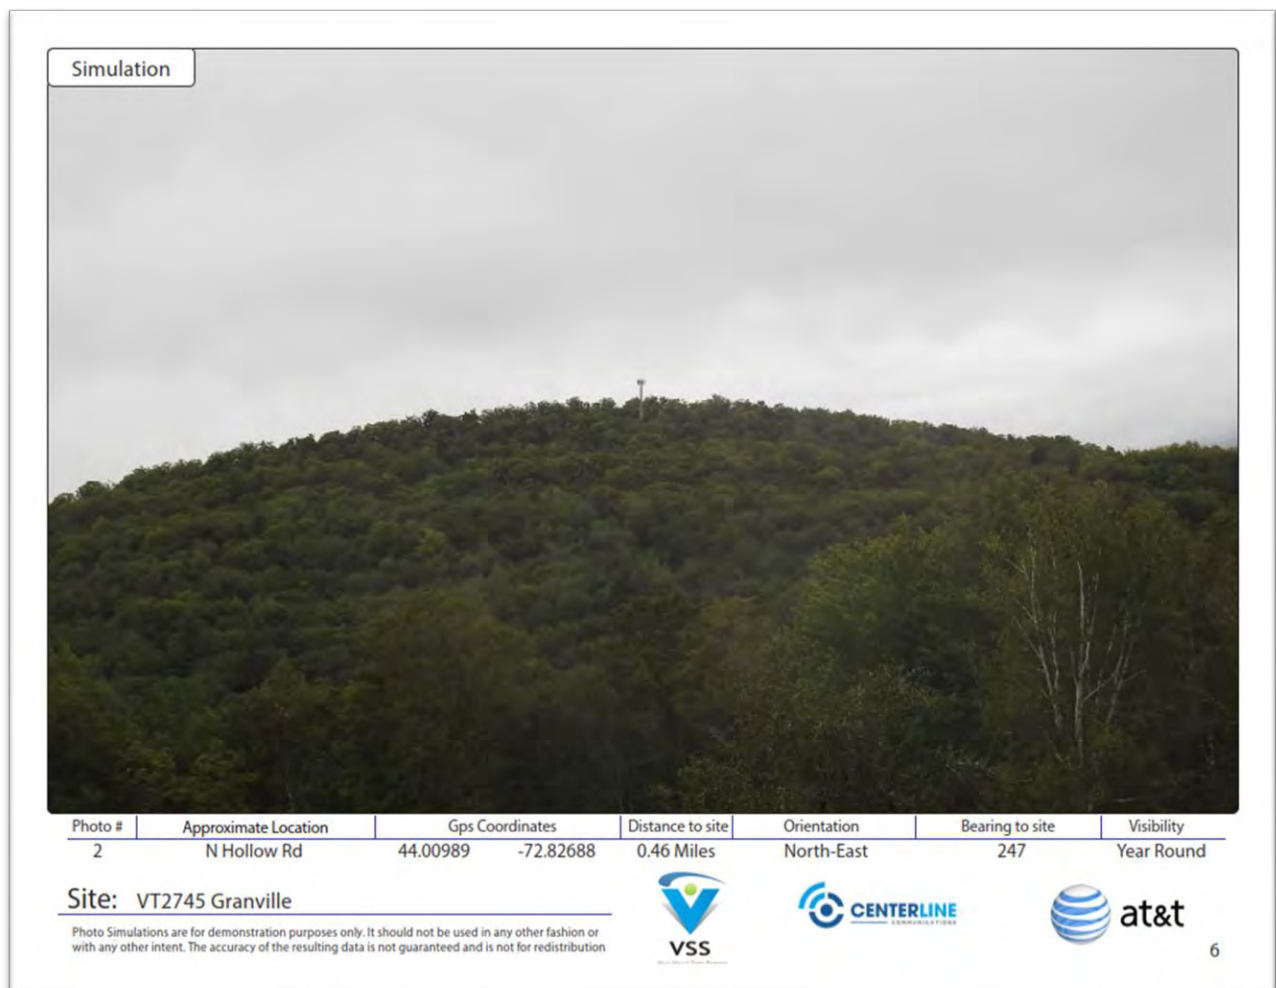 Simulation
Photo # Approximate Location Gps Coordinates Distance to site Orientation Bearing to site Visibility
2 N Hollow Rd 44.00989 -72.82688 0.46 Miles North-East 247 Year Round
Site: VT2745 Granville
Photo Simulations are for demonstration purposes only. It should not be used in any other fashion or
with any other intent. The accuracy of the resulting data is not guaranteed and is not for redistribution
VSS
CENTERLINE
COMMUNICATIONS
at&t
6